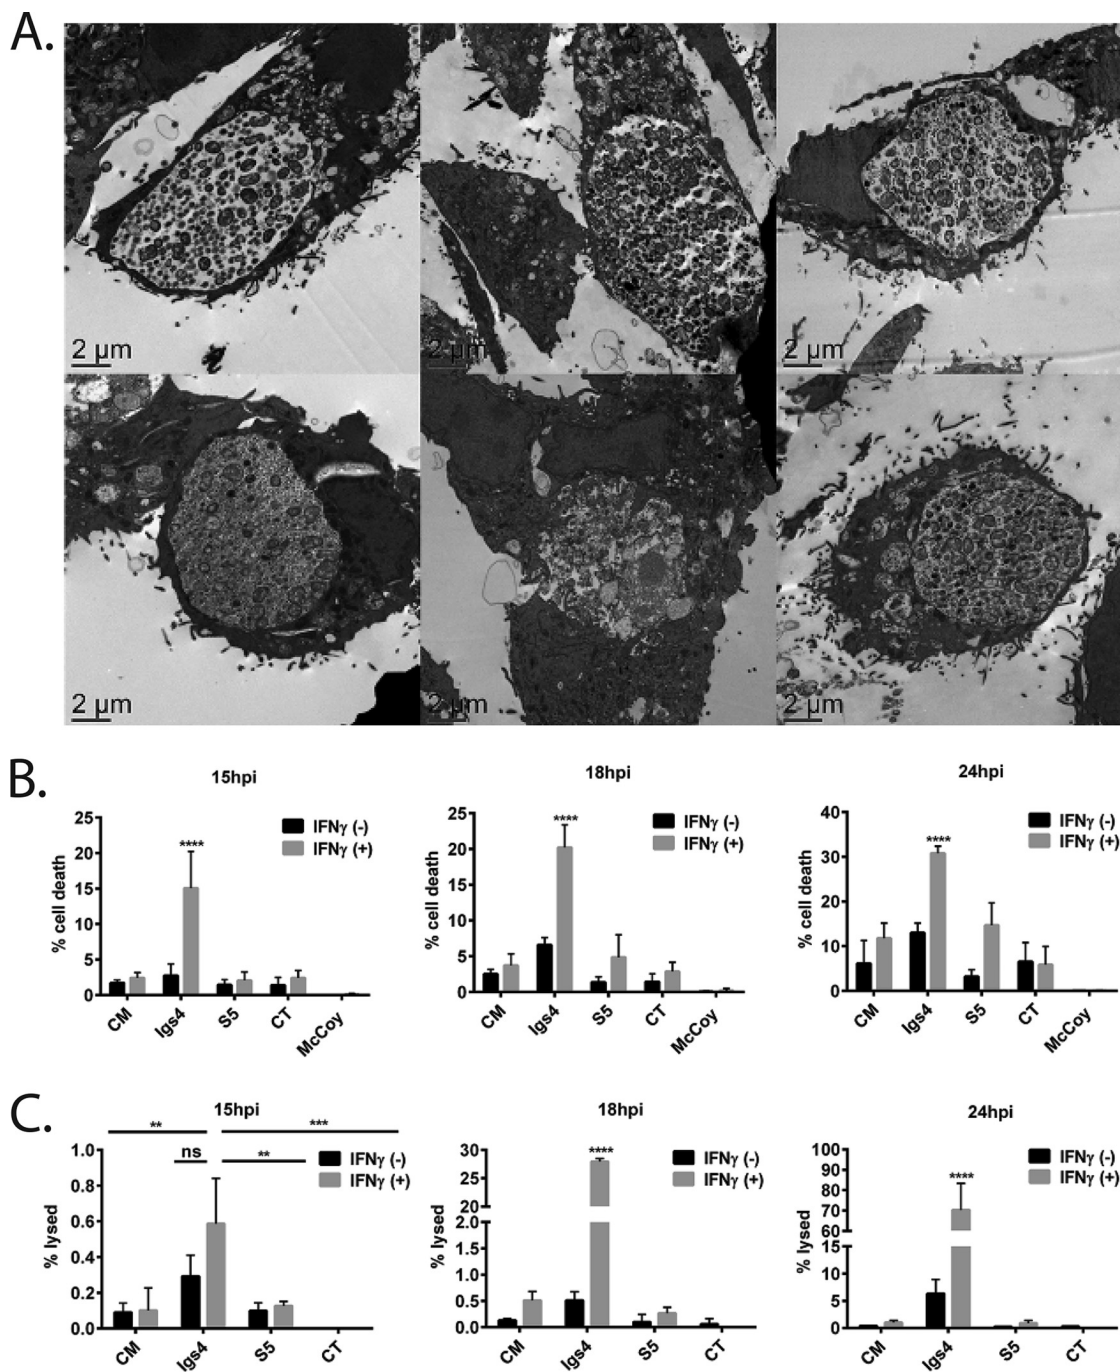 A.
2 µm
2 µm
2 µm
2 µm
2 µm
2 µm
B.
15hpi
% cell death
25
20
15
10
5
0
CM
Igs4
S5
CT
McCoy
IFNγ (-)
IFNγ (+)
****
18hpi
% cell death
25
20
15
10
5
0
CM
Igs4
S5
CT
McCoy
IFNγ (-)
IFNγ (+)
****
24hpi
% cell death
40
30
20
10
0
CM
Igs4
S5
CT
McCoy
IFNγ (-)
IFNγ (+)
****
C.
15hpi
**
***
ns
**
% lysed
1.0
0.8
0.6
0.4
0.2
0.0
CM
Igs4
S5
CT
IFNγ (-)
IFNγ (+)
18hpi
% lysed
30
28
26
24
22
20
2.0
1.5
1.0
0.5
0.0
CM
Igs4
S5
CT
IFNγ (-)
IFNγ (+)
****
24hpi
% lysed
100
90
80
70
60
15
10
5
0
CM
Igs4
S5
CT
IFNγ (-)
IFNγ (+)
****